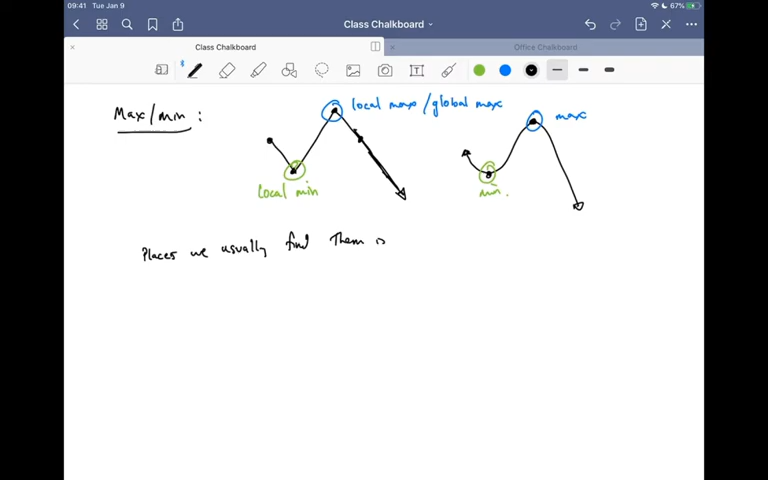 09:41 Tue Jan 9
67%
Class Chalkboard
Class Chalkboard
Office Chalkboard
Max/min:
local max/global max
max
local min
min.
Places we usually find them is